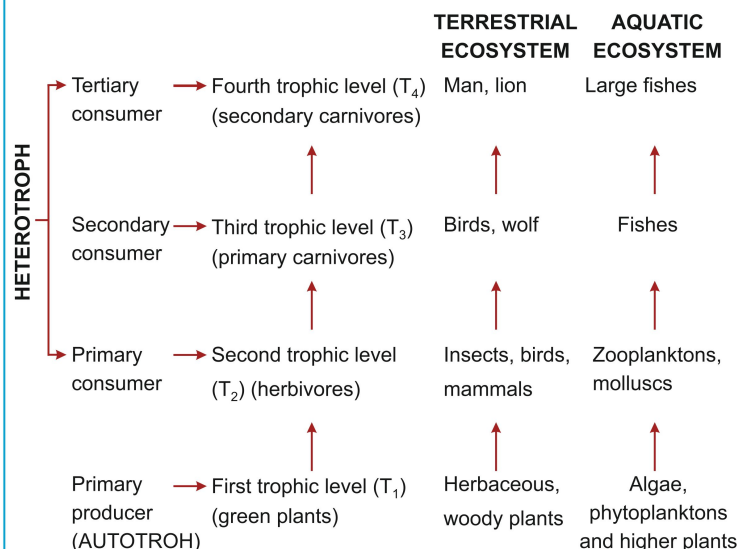 TERRESTRIAL ECOSYSTEM
AQUATIC ECOSYSTEM
HETEROTROPH
Tertiary consumer
Fourth trophic level (T4)
(secondary carnivores)
Man, lion
Large fishes
Secondary consumer
Third trophic level (T3)
(primary carnivores)
Birds, wolf
Fishes
Primary consumer
Second trophic level
(T2) (herbivores)
Insects, birds,
mammals
Zooplanktons,
molluscs
Primary
producer
(AUTOTROH)
First trophic level (T1)
(green plants)
Herbaceous,
woody plants
Algae,
phytoplanktons
and higher plants